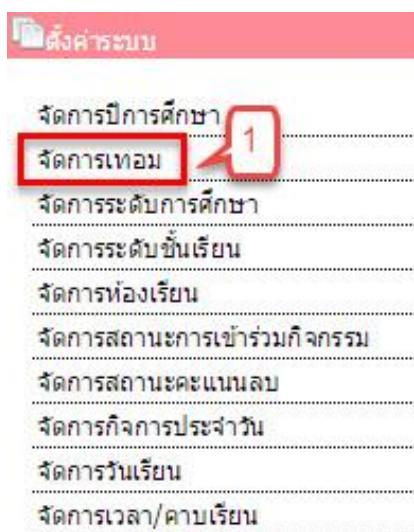 ตั้งค่าระบบ
จัดการปีการศึกษา
1
จัดการเทอม
จัดการระดับการศึกษา
จัดการระดับชั้นเรียน
จัดการห้องเรียน
จัดการสถานะการเข้าร่วมกิจกรรม
จัดการสถานะคะแนนลบ
จัดการกิจการประจำวัน
จัดการวันเรียน
จัดการเวลา/คาบเรียน